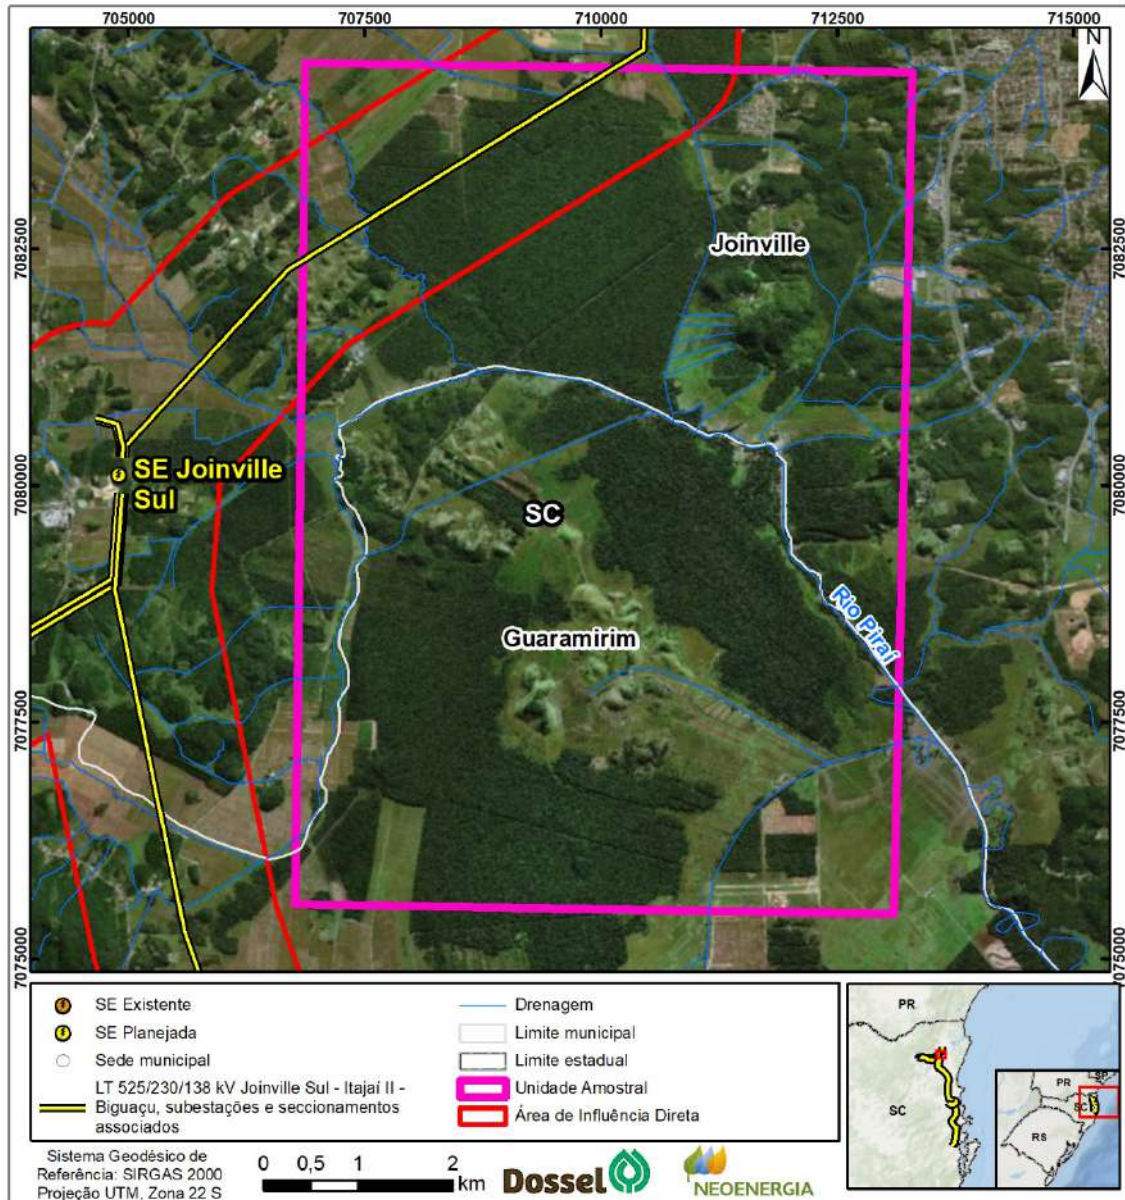 705000 707500 710000 712500 715000
N
7082500
7082500
Joinville
SE Joinville
Sul
7080000
7080000
SC
Guaramirim
Rio Piraí
7077500
7077500
7075000
7075000
SE Existente
SE Planejada
Sede municipal
LT 525/230/138 kV Joinville Sul - Itajaí II -
Biguaçu, subestações e seccionamentos
associados
Drenagem
Limite municipal
Limite estadual
Unidade Amostral
Área de Influência Direta
PR
SC
PR
SP
SC
RS
Sistema Geodésico de
Referência: SIRGAS 2000
Projeção UTM, Zona 22 S
0 0,5 1 2
km
Dossel
NEOENERGIA